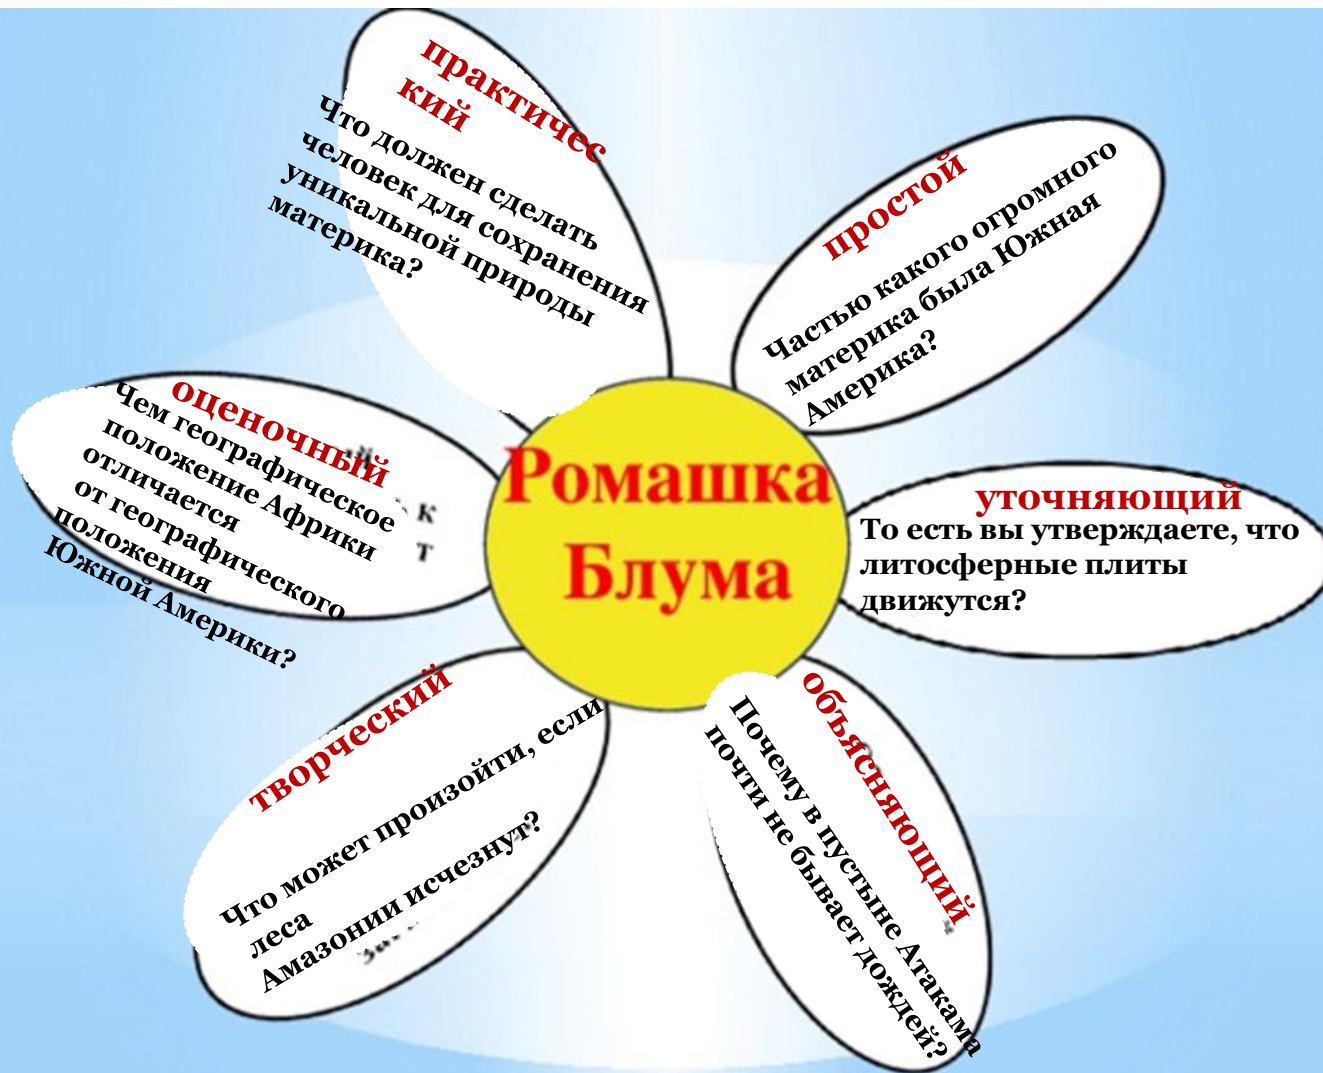 практичес
кий
Что должен сделать
человек для сохранения
уникальной природы
материка?
простой
Частью какого огромного
материка была Южная
Америка?
оценочный
Чем географическое
положение Африки
отличается
от географического
положения
Южной Америки?
к
т
Ромашка
Блума
уточняющий
То есть вы утверждаете, что
литосферные плиты
движутся?
творческий
Что может произойти, если
леса
Амазонии исчезнут?
объясняющий
Почему в пустыне Атакама
почти не бывает дождей?